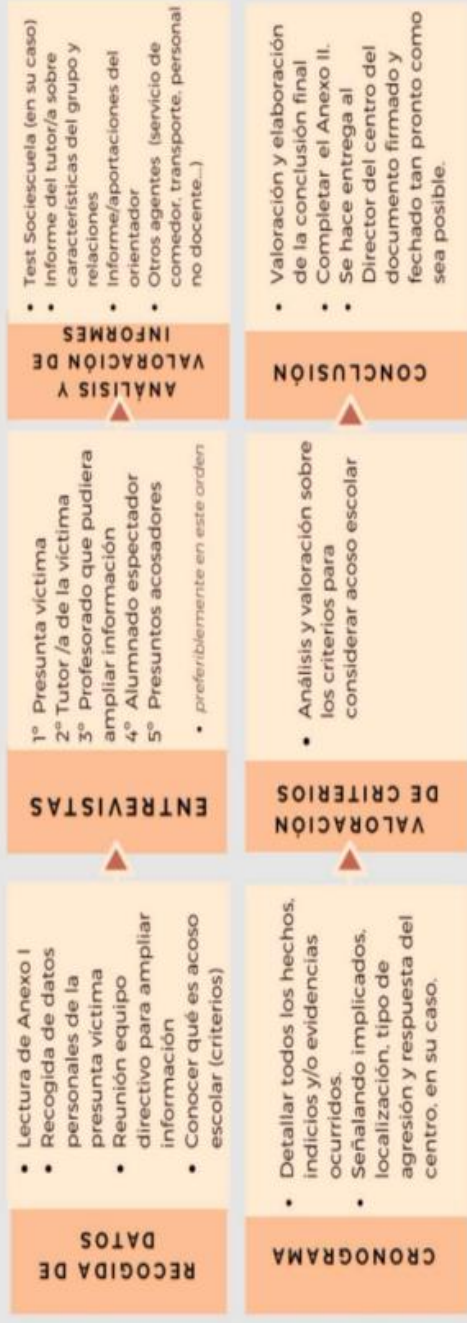 RECOGIDA DE
DATOS
• Lectura de Anexo I
• Recogida de datos
personales de la
presunta víctima
• Reunión equipo
directivo para ampliar
información
• Conocer qué es acoso
escolar (criterios)
ENTREVISTAS
1º Presunta víctima
2º Tutor /a de la víctima
3º Profesorado que pudiera
ampliar información
4º Alumnado espectador
5º Presuntos acosadores
• preferiblemente en este orden
ANÁLISIS Y
VALORACIÓN DE
INFORMES
• Test Sociescuela (en su caso)
• Informe del tutor/a sobre
características del grupo y
relaciones
• Informe/aportaciones del
orientador
• Otros agentes (servicio de
comedor, transporte, personal
no docente...)
CRONOGRAMA
• Detallar todos los hechos,
indicios y/o evidencias
ocurridos.
• Señalando implicados,
localización, tipo de
agresión y respuesta del
centro, en su caso.
VALORACIÓN
DE CRITERIOS
• Análisis y valoración sobre
los criterios para
considerar acoso escolar
CONCLUSIÓN
• Valoración y elaboración
de la conclusión final
• Completar el Anexo II.
• Se hace entrega al
Director del centro del
documento firmado y
fechado tan pronto como
sea posible.